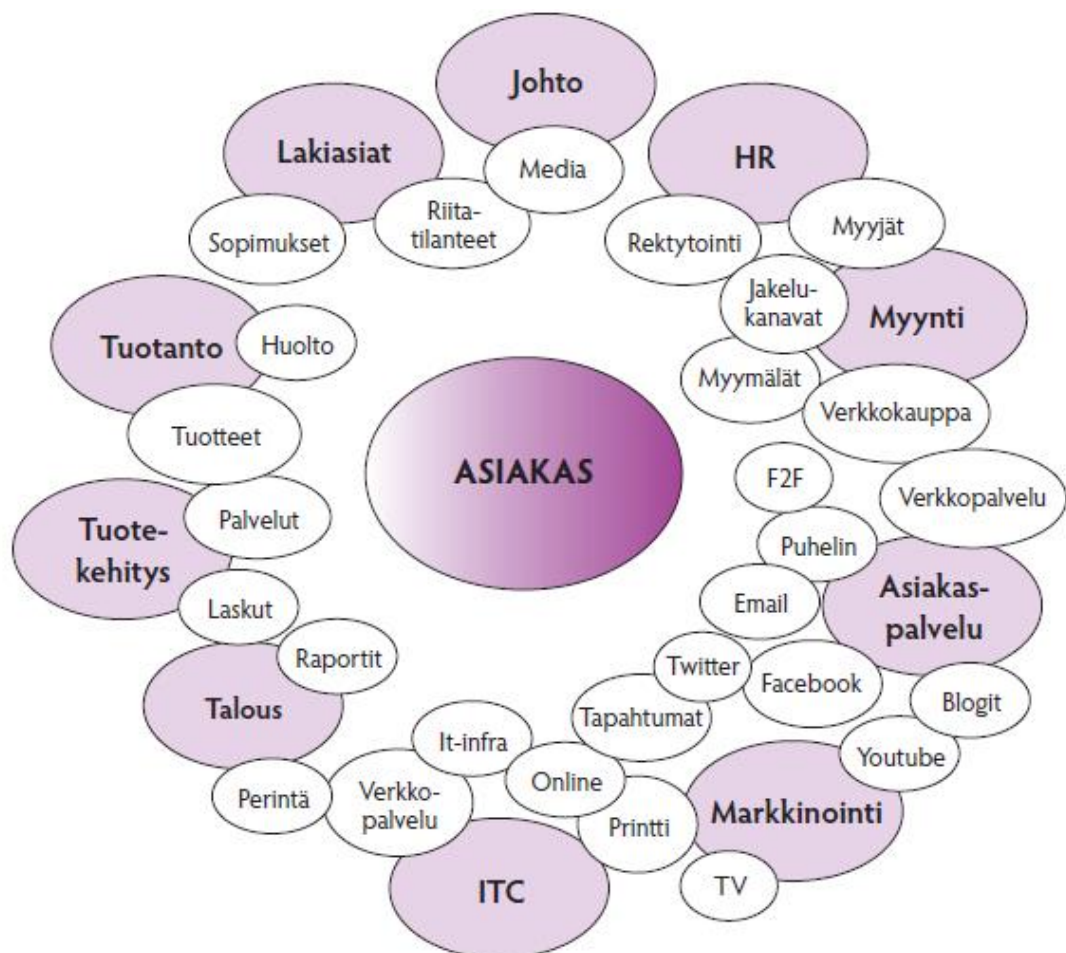 Johto
Media
Lakiasiat
Riita-
tilanteet
Sopimukset
HR
Rektytointi
Myyjät
Jakelu-
kanavat
Myynti
Myymälät
Verkkokauppa
Tuotanto
Huolto
Tuotteet
ASIAKAS
F2F
Verkkopalvelu
Puhelin
Tuote-
kehitys
Palvelut
Laskut
Email
Asiakas-
palvelu
Raportit
Talous
Twitter
Facebook
Blogit
Tapahtumat
It-infra
Youtube
Perintä
Verkko-
palvelu
Online
Printti
Markkinointi
TV
ITC